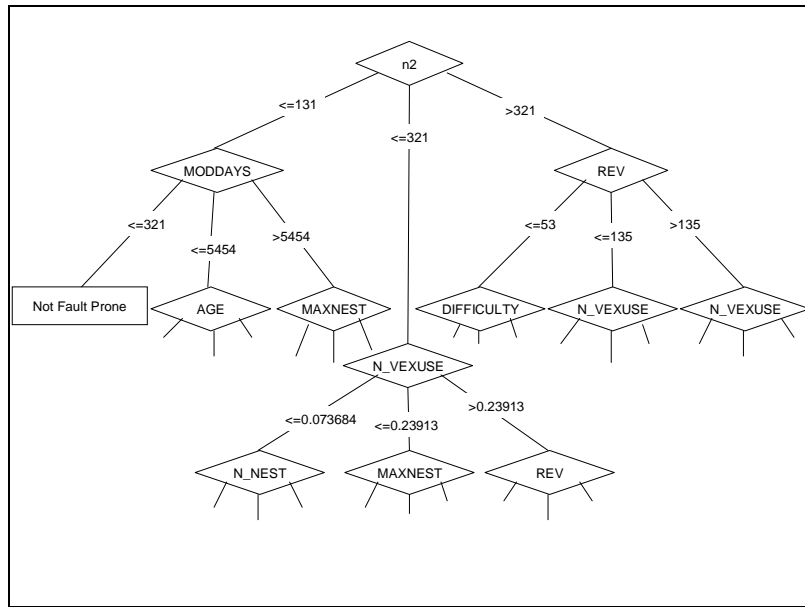 n2
<=131
<=321
>321
MODDAYS
REV
<=321
<=5454
>5454
<=53
<=135
>135
Not Fault Prone
AGE
MAXNEST
DIFFICULTY
N_VEXUSE
N_VEXUSE
N_VEXUSE
<=0.073684
<=0.23913
>0.23913
N_NEST
MAXNEST
REV